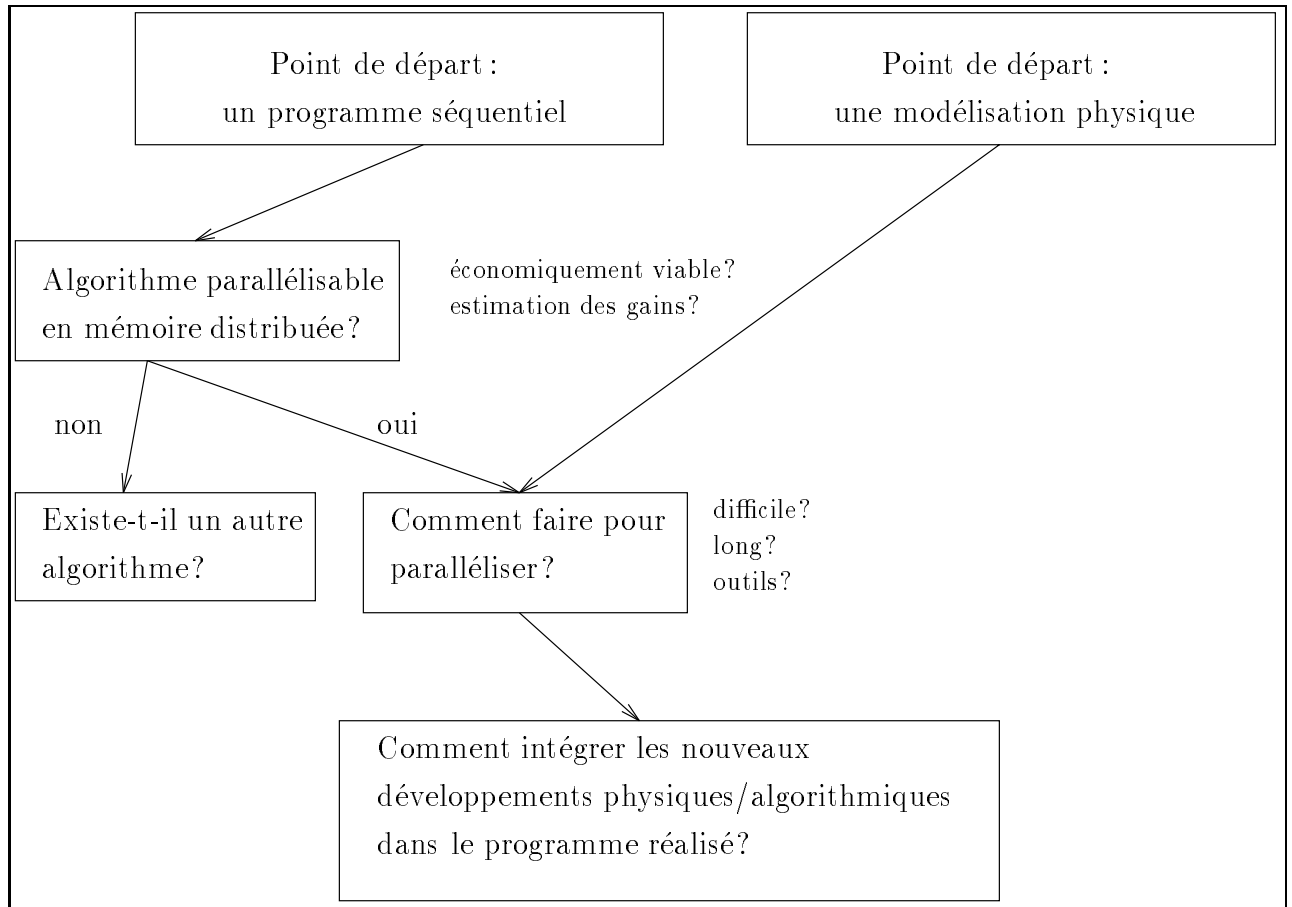 Point de départ :
un programme séquentiel
Point de départ :
une modélisation physique
Algorithme parallélisable
en mémoire distribuée?
économiquement viable?
estimation des gains?
non
oui
Existe-t-il un autre
algorithme?
Comment faire pour
paralléliser?
difficile?
long?
outils?
Comment intégrer les nouveaux
développements physiques/algorithmiques
dans le programme réalisé?